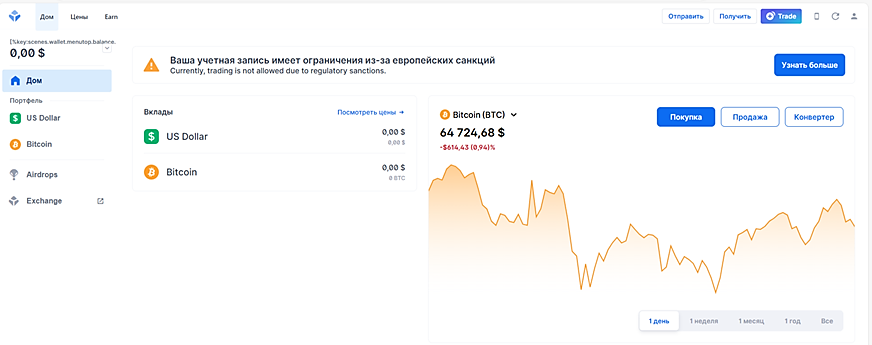 Дом
Цены
Earn
Отправить
Получить
Trade
[%key:scenes.wallet.menutop.balance.
0,00 $
Дом
Портфель
US Dollar
Bitcoin
Airdrops
Exchange
Ваша учетная запись имеет ограничения из-за европейских санкций
Currently, trading is not allowed due to regulatory sanctions.
Узнать больше
Вклады
Посмотреть цены →
US Dollar
0,00 $
0,00 $
Bitcoin
0,00 $
0 BTC
Bitcoin (BTC)
64 724,68 $
-$614,43 (0,94)%
Покупка
Продажа
Конвертер
1 день
1 неделя
1 месяц
1 год
Все